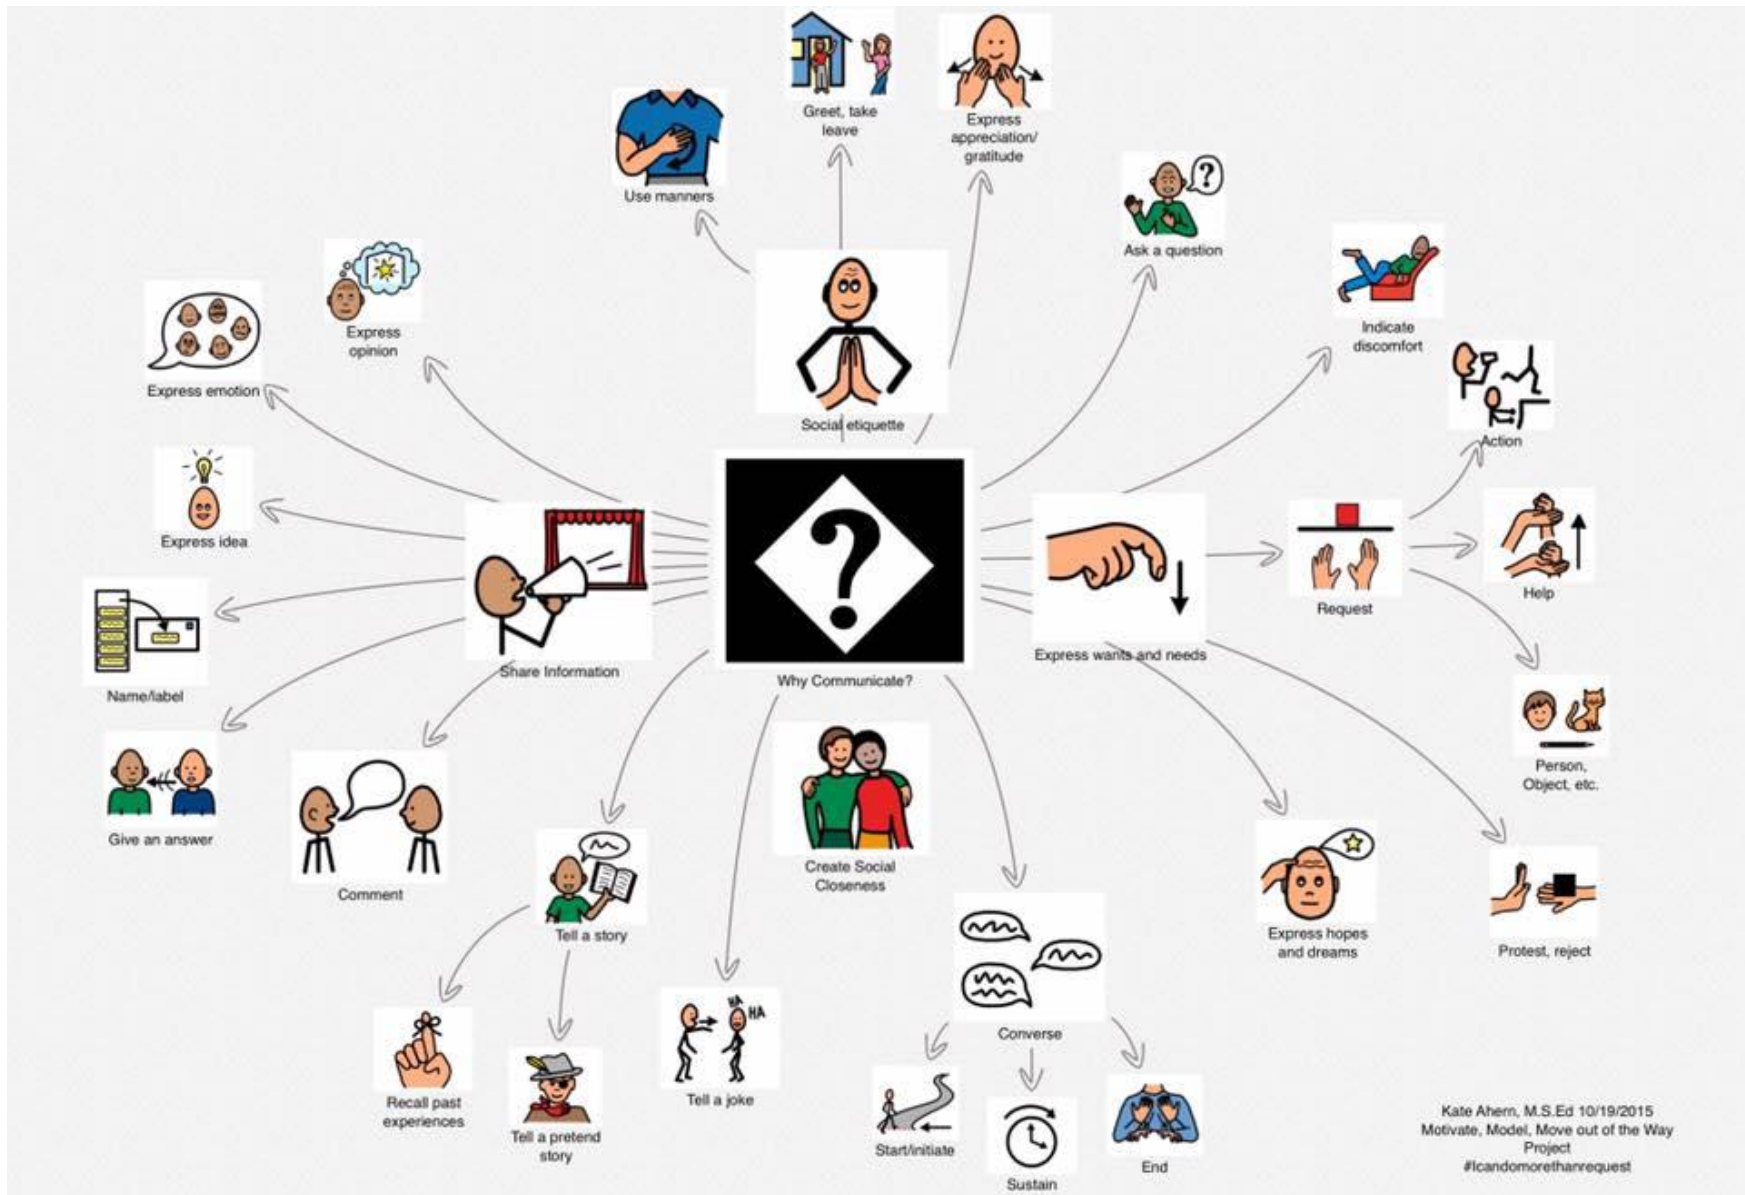 Greet, take
leave
Express
appreciation/
gratitude
Use manners
?
Ask a question
Social etiquette
Express
opinion
Express emotion
Indicate
discomfort
Action
Express idea
Name/label
Give an answer
Share Information
Comment
?
Why Communicate?
Express wants and needs
Request
Help
Person,
Object, etc.
Create Social
Closeness
Tell a story
Recall past
experiences
Tell a pretend
story
HA
HA
Tell a joke
Converse
Start/initiate
Sustain
End
Express hopes
and dreams
Protest, reject
Kate Ahern, M.S.Ed 10/19/2015
Motivate, Model, Move out of the Way
Project
#Icandomorethanrequest